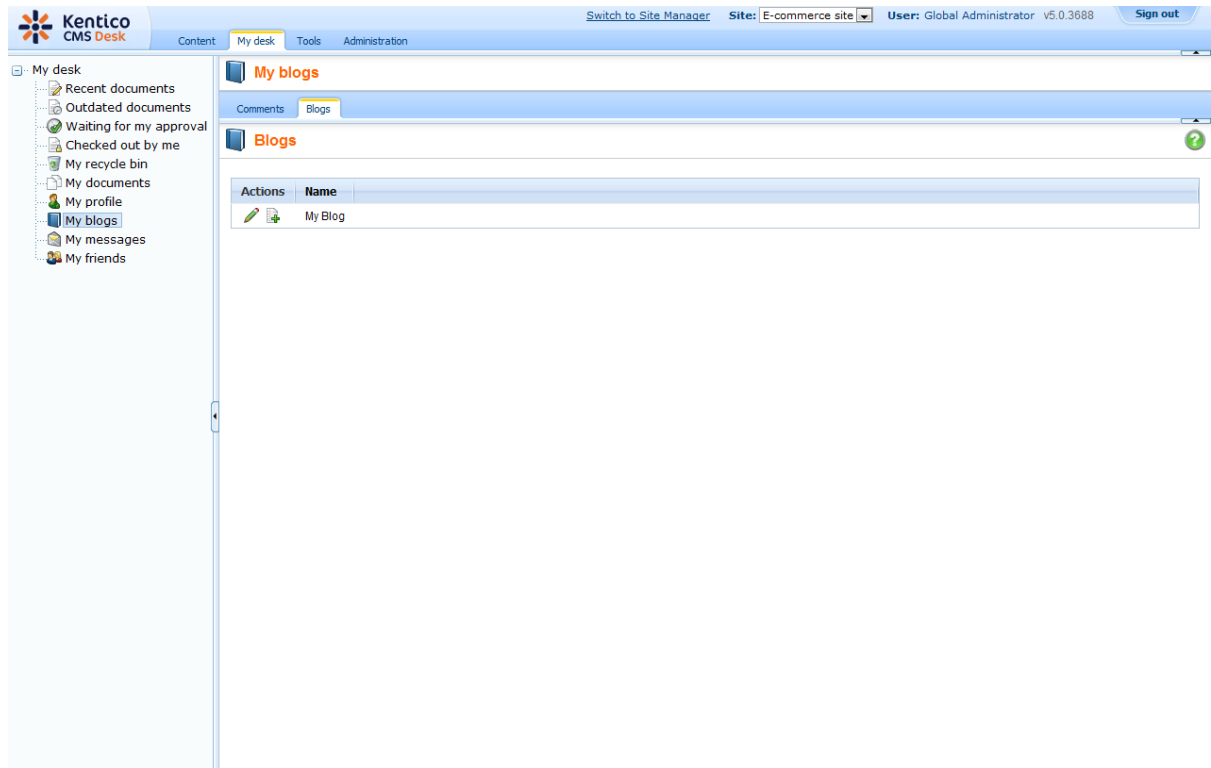 Kentico
CMS Desk
Switch to Site Manager Site: E-commerce site User: Global Administrator v5.0.3688 Sign out
Content My desk Tools Administration
My desk
Recent documents
Outdated documents
Waiting for my approval
Checked out by me
My recycle bin
My documents
My profile
My blogs
My messages
My friends
My blogs
Comments Blogs
Blogs
Actions Name
My Blog